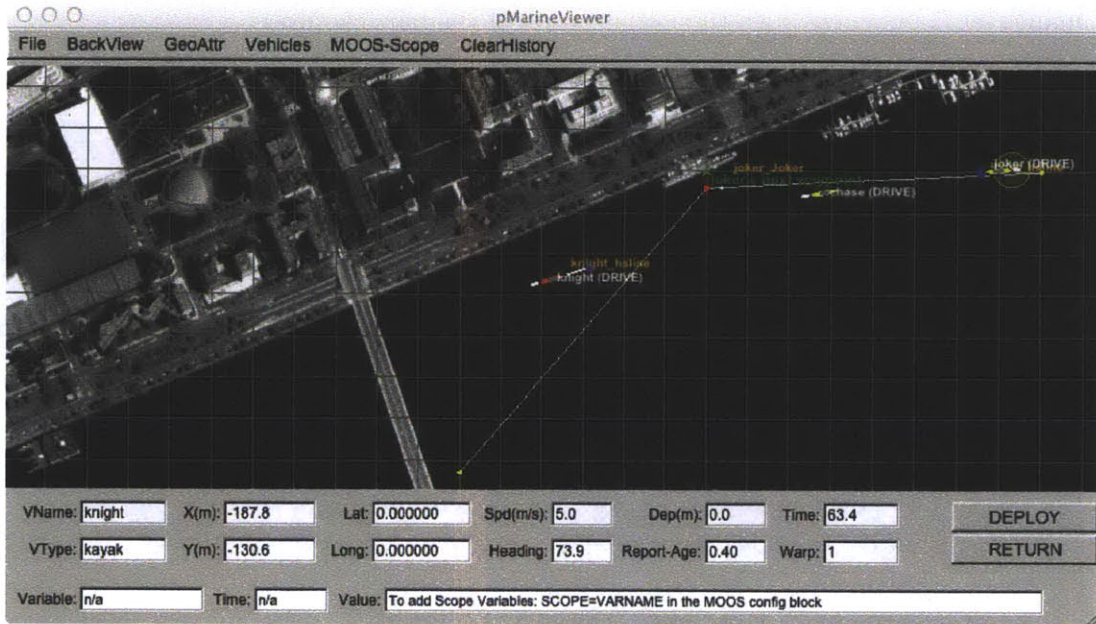 pMarineViewer
File BackView GeoAttr Vehicles MOOS-Scope ClearHistory
joker_Joker
joker (DRIVE)
chase (DRIVE)
knight (DRIVE)
VName: knight X(m): -187.8 Lat: 0.000000 Spd(m/s): 5.0 Dep(m): 0.0 Time: 63.4 DEPLOY
VType: kayak Y(m): -130.6 Long: 0.000000 Heading: 73.9 Report-Age: 0.40 Warp: 1 RETURN
Variable: n/a Time: n/a Value: To add Scope Variables: SCOPE=VARNAME in the MOOS config block